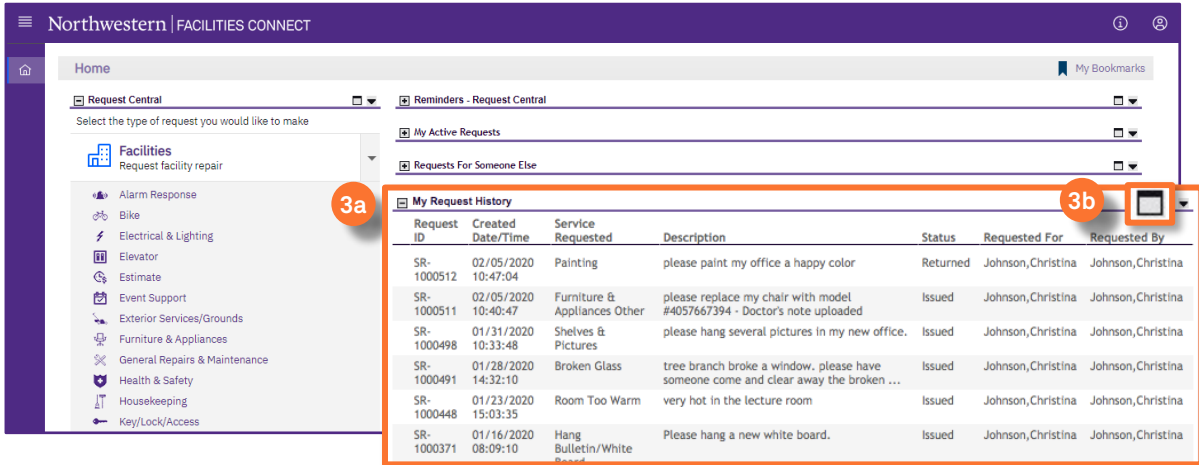 Northwestern | FACILITIES CONNECT
Home
My Bookmarks
Request Central
Select the type of request you would like to make
Facilities
Request facility repair
Alarm Response
Bike
Electrical & Lighting
Elevator
Estimate
Event Support
Exterior Services/Grounds
Furniture & Appliances
General Repairs & Maintenance
Health & Safety
Housekeeping
Key/Lock/Access
Reminders - Request Central
My Active Requests
Requests For Someone Else
3a
My Request History
3b
Request ID Created Date/Time Service Requested Description Status Requested For Requested By
SR-1000512 02/05/2020 10:47:04 Painting please paint my office a happy color Returned Johnson,Christina Johnson,Christina
SR-1000511 02/05/2020 10:40:47 Furniture & Appliances Other please replace my chair with model #4057667394 - Doctor's note uploaded Issued Johnson,Christina Johnson,Christina
SR-1000498 01/31/2020 10:33:48 Shelves & Pictures please hang several pictures in my new office. Issued Johnson,Christina Johnson,Christina
SR-1000491 01/28/2020 14:32:10 Broken Glass tree branch broke a window. please have someone come and clear away the broken ... Issued Johnson,Christina Johnson,Christina
SR-1000448 01/23/2020 15:03:35 Room Too Warm very hot in the lecture room Issued Johnson,Christina Johnson,Christina
SR-1000371 01/16/2020 08:09:10 Hang Bulletin/White Please hang a new white board. Issued Johnson,Christina Johnson,Christina